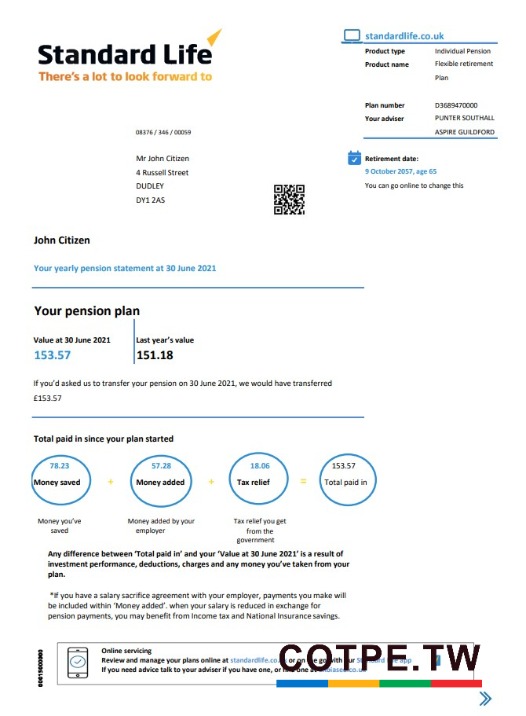 Standard Life
There's a lot to look forward to
standardlife.co.uk
Product type Individual Pension
Product name Flexible retirement
Plan
Plan number D3689470000
Your adviser PUNTER SOUTHALL
ASPIRE GUILDFORD
08376 / 346 / 00059
Mr John Citizen
4 Russell Street
DUDLEY
DY1 2AS
Retirement date:
9 October 2057, age 65
You can go online to change this
John Citizen
Your yearly pension statement at 30 June 2021
Your pension plan
Value at 30 June 2021 Last year's value
153.57 151.18
If you'd asked us to transfer your pension on 30 June 2021, we would have transferred
£153.57
Total paid in since your plan started
78.23 57.28 18.06 153.57
Money saved + Money added + Tax relief = Total paid in
Money you've Money added by your Tax relief you get
saved employer from the
government
Any difference between 'Total paid in' and your 'Value at 30 June 2021' is a result of
investment performance, deductions, charges and any money you've taken from your
plan.
*If you have a salary sacrifice agreement with your employer, payments you make will
be included within 'Money added'. when your salary is reduced in exchange for
pension payments, you may benefit from Income tax and National Insurance savings.
Online servicing
Review and manage your plans online at standardlife.co. or on the go with our app
If you need advice talk to your adviser if you have one, or
COTPE.TW